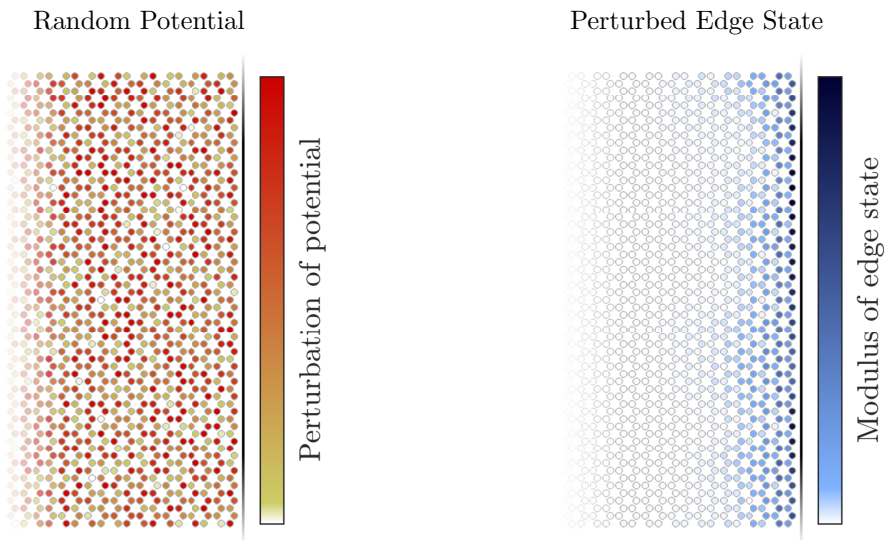 Random Potential
Perturbed Edge State
Perturbation of potential
Modulus of edge state